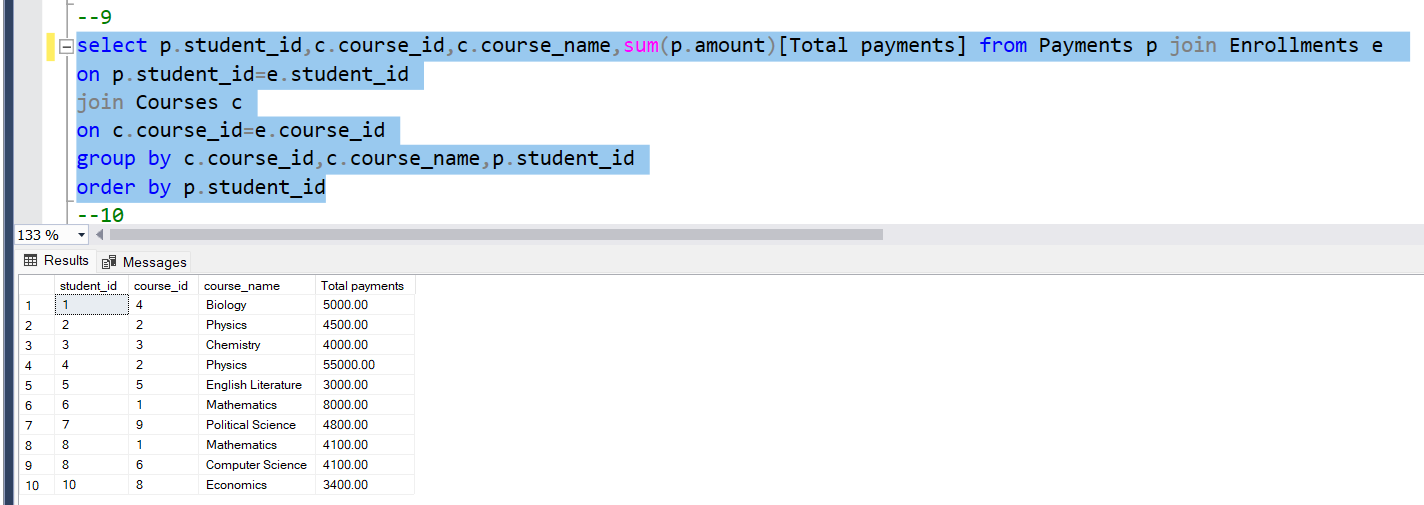 --9
select p.student_id,c.course_id,c.course_name,sum(p.amount)[Total payments] from Payments p join Enrollments e
on p.student_id=e.student_id
join Courses c
on c.course_id=e.course_id
group by c.course_id,c.course_name,p.student_id
order by p.student_id
--10
133 %
Results Messages
student_id course_id course_name Total payments
1 1 4 Biology 5000.00
2 2 2 Physics 4500.00
3 3 3 Chemistry 4000.00
4 4 2 Physics 55000.00
5 5 5 English Literature 3000.00
6 6 1 Mathematics 8000.00
7 7 9 Political Science 4800.00
8 8 1 Mathematics 4100.00
9 8 6 Computer Science 4100.00
10 10 8 Economics 3400.00